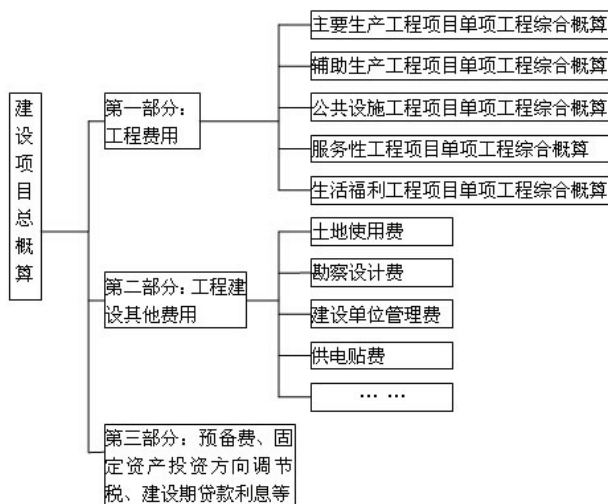 建设项目总概算
第一部分：
工程费用
主要生产工程项目单项工程综合概算
辅助生产工程项目单项工程综合概算
公共设施工程项目单项工程综合概算
服务性工程项目单项工程综合概算
生活福利工程项目单项工程综合概算
第二部分：工程建
设其他费用
土地使用费
勘察设计费
建设单位管理费
供电贴费
… …
第三部分：预备费、固
定资产投资方向调节
税、建设期贷款利息等